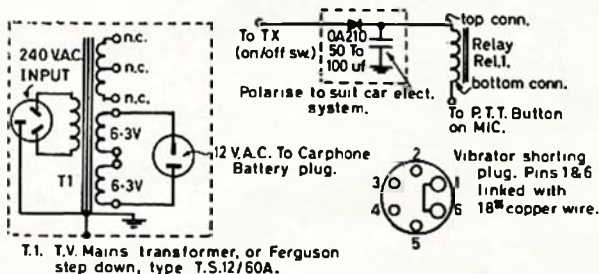 240 V.A.C.
INPUT
n.c.
n.c.
n.c.
6·3V
6·3V
T1
12 V.A.C. To Carphone
Battery plug.
T.1. T.V. Mains transformer, or Ferguson
step down, type T.S.12/60A.
To TX
(on/off sw.)
0A210
50 To
100 uf
Polarise to suit car elect.
system.
top conn.
Relay
Rel.1.
bottom conn.
To P.T.T. Button
on MIC.
2
3
1
4
6
5
Vibrator shorting
plug. Pins 1&6
linked with
18# copper wire.